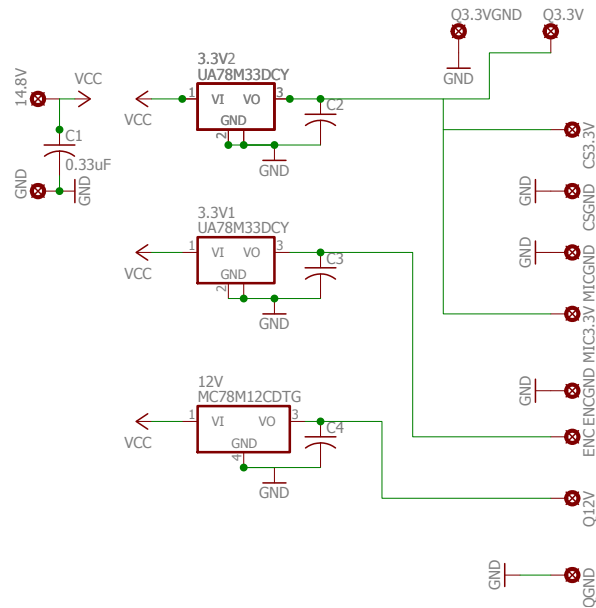 Q3.3VGND
Q3.3V
GND
14.8V
VCC
C1
0.33uF
GND
GND
3.3V2
UA78M33DCY
1
VI
VO
3
GND
2
VCC
C2
GND
CS3.3V
GND
CSGND
3.3V1
UA78M33DCY
1
VI
VO
3
GND
2
VCC
C3
GND
GND
MICGND
MIC3.3V
12V
MC78M12CDTG
1
VI
VO
3
GND
4
VCC
C4
GND
GND
ENCGND
ENC
Q12V
GND
QGND